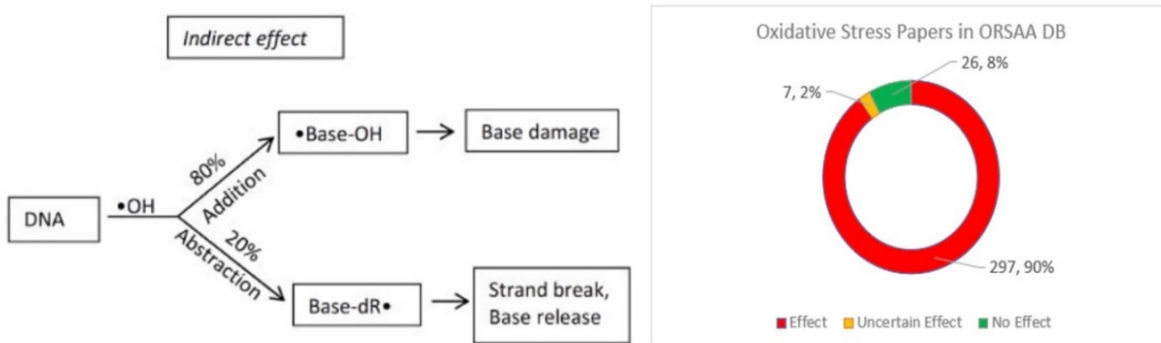 Indirect effect
DNA
•OH
80%
Addition
20%
Abstraction
•Base-OH
Base damage
Base-dR•
Strand break,
Base release
Oxidative Stress Papers in ORSAA DB
26, 8%
7, 2%
297, 90%
Effect
Uncertain Effect
No Effect